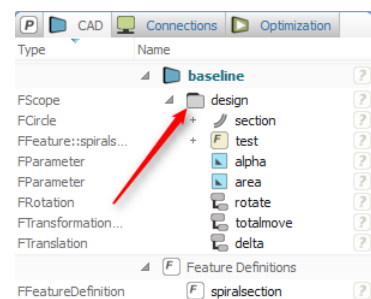 P CAD Connections Optimization
Type Name
baseline ?
FScope design ?
FCircle + section ?
FFeature::spirals... + F test ?
FParameter alpha ?
FParameter area ?
FRotation rotate ?
FTransformation... totalmove ?
FTranslation delta ?
F Feature Definitions
FFeatureDefinition F spiralsection ?